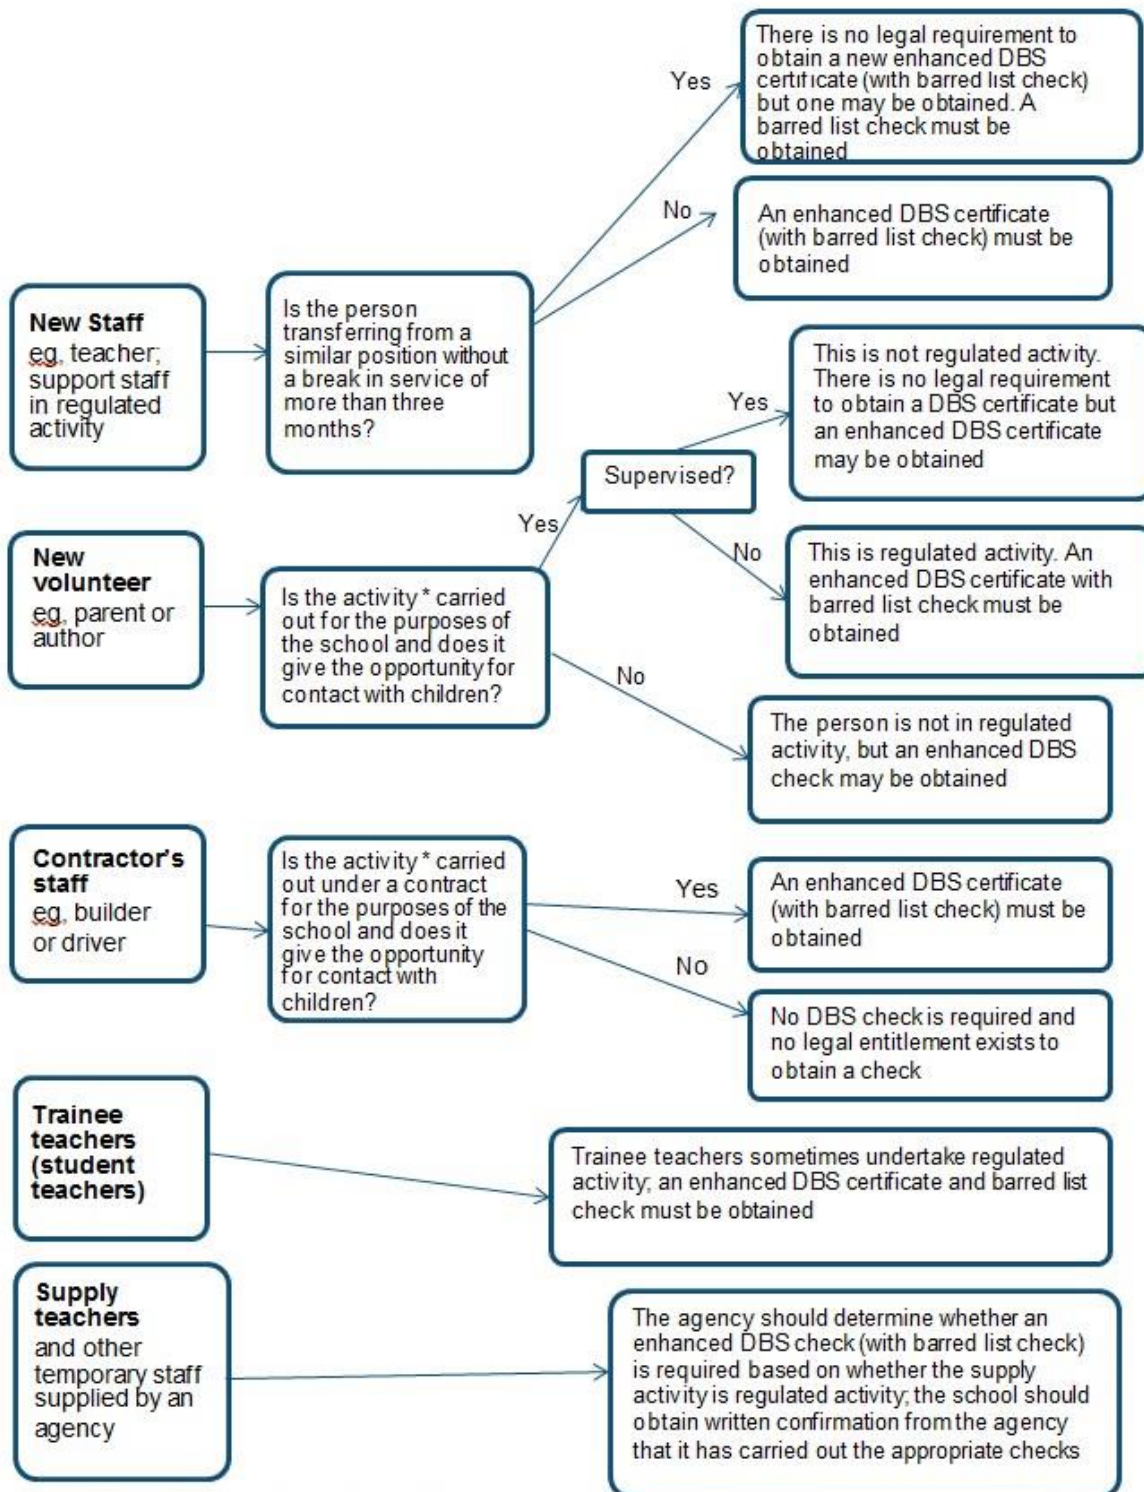 There is no legal requirement to
obtain a new enhanced DBS
certificate (with barred list check)
but one may be obtained. A
barred list check must be
obtained
Yes
No
An enhanced DBS certificate
(with barred list check) must be
obtained
New Staff
eg, teacher;
support staff
in regulated
activity
Is the person
transferring from a
similar position without
a break in service of
more than three
months?
This is not regulated activity.
There is no legal requirement
to obtain a DBS certificate but
an enhanced DBS certificate
may be obtained
Yes
Supervised?
Yes
No
This is regulated activity. An
enhanced DBS certificate with
barred list check must be
obtained
New
volunteer
eg, parent or
author
Is the activity * carried
out for the purposes of
the school and does it
give the opportunity for
contact with children?
No
The person is not in regulated
activity, but an enhanced DBS
check may be obtained
Contractor's
staff
eg, builder
or driver
Is the activity * carried
out under a contract
for the purposes of the
school and does it
give the opportunity
for contact with
children?
Yes
An enhanced DBS certificate
(with barred list check) must be
obtained
No
No DBS check is required and
no legal entitlement exists to
obtain a check
Trainee
teachers
(student
teachers)
Trainee teachers sometimes undertake regulated
activity; an enhanced DBS certificate and barred list
check must be obtained
Supply
teachers
and other
temporary staff
supplied by an
agency
The agency should determine whether an
enhanced DBS check (with barred list check)
is required based on whether the supply
activity is regulated activity; the school should
obtain written confirmation from the agency
that it has carried out the appropriate checks